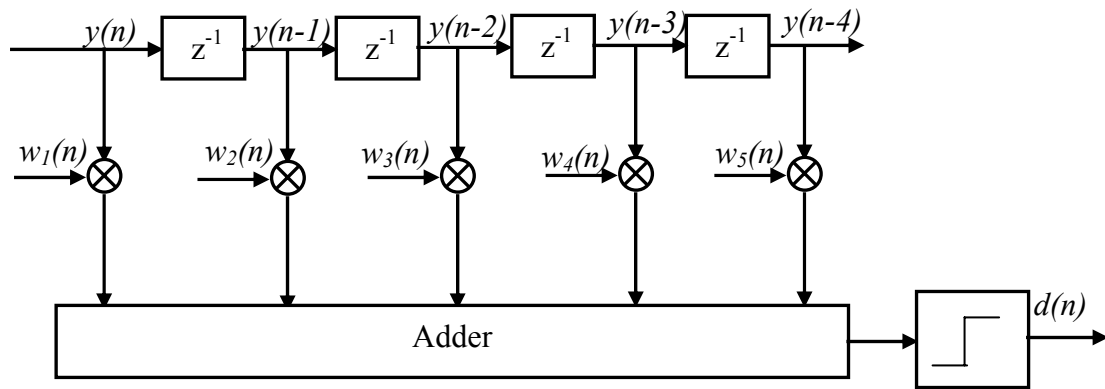 y(n) z⁻¹ y(n-1) z⁻¹ y(n-2) z⁻¹ y(n-3) z⁻¹ y(n-4)
w₁(n) w₂(n) w₃(n) w₄(n) w₅(n)
Adder d(n)